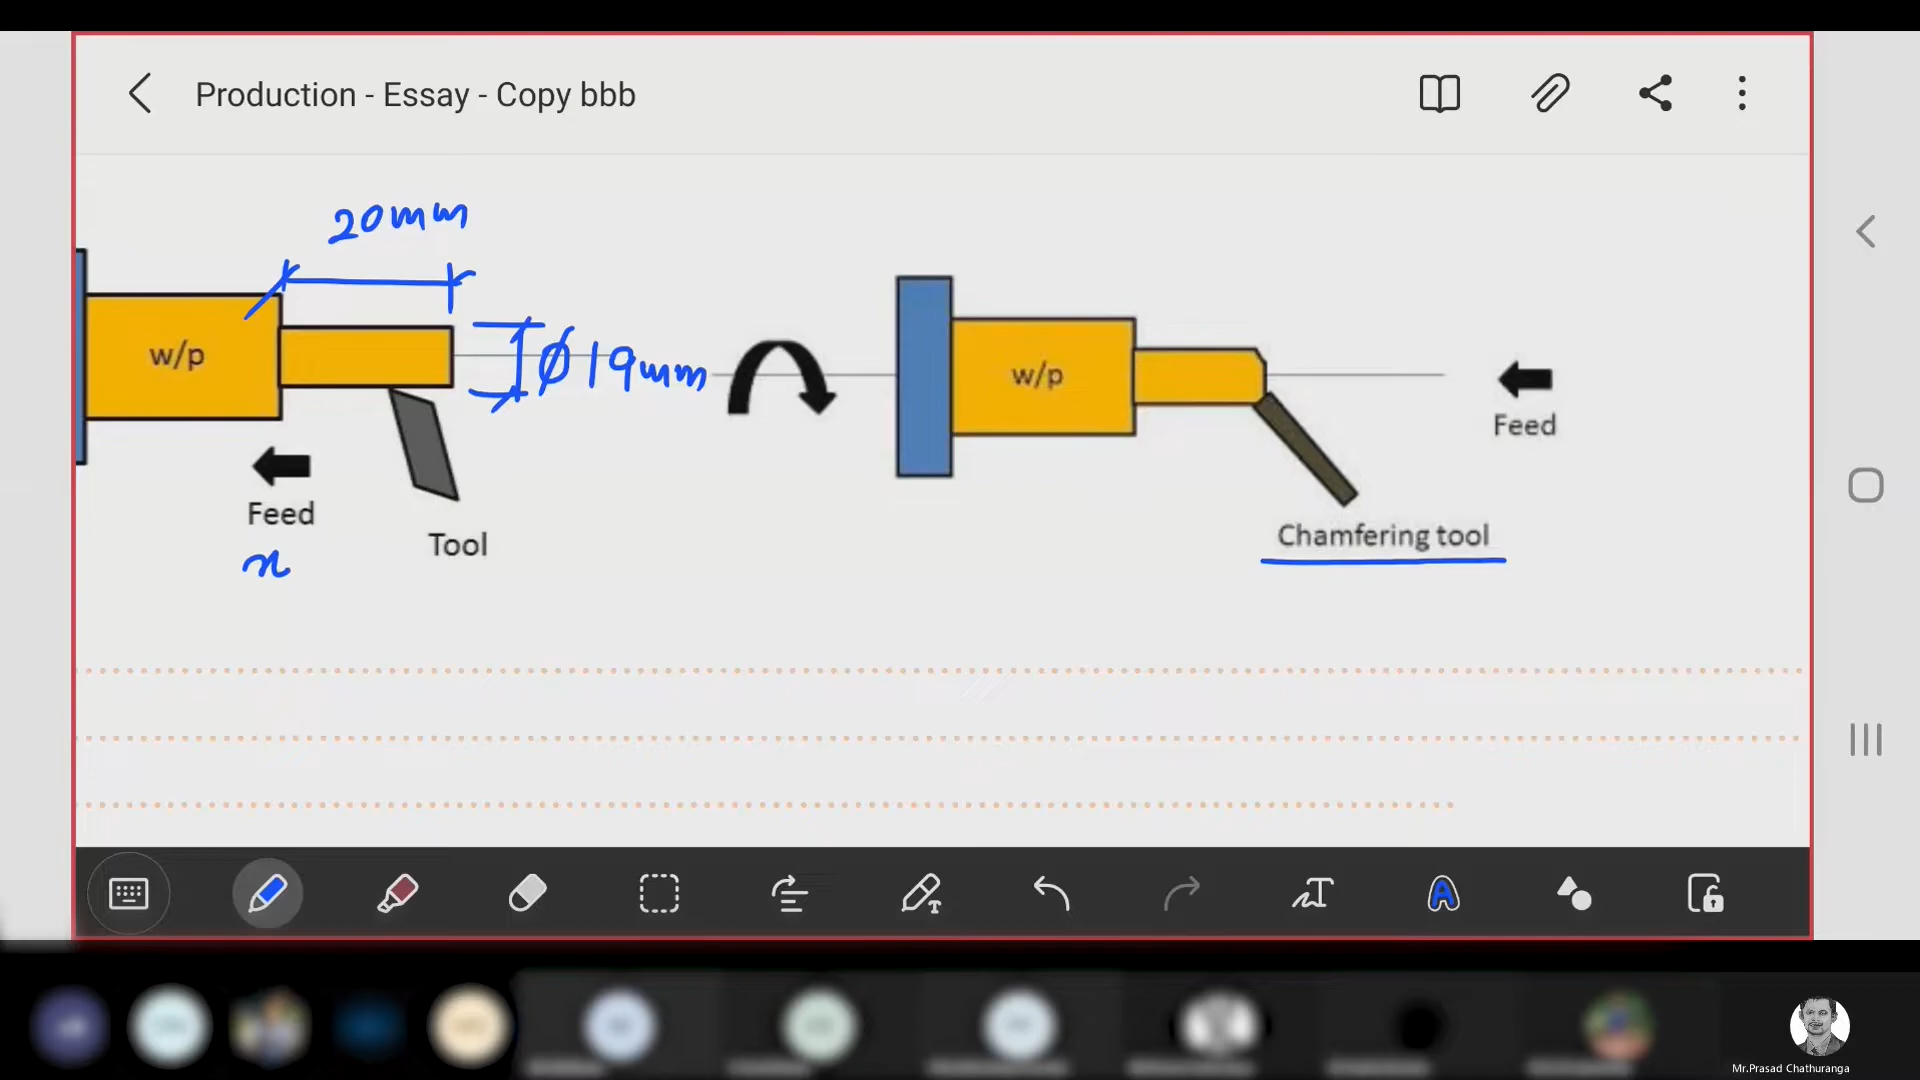 Production - Essay - Copy bbb
20mm
w/p
Ø19mm
Feed
x
Tool
w/p
Feed
Chamfering tool
Mr.Prasad Chathuranga